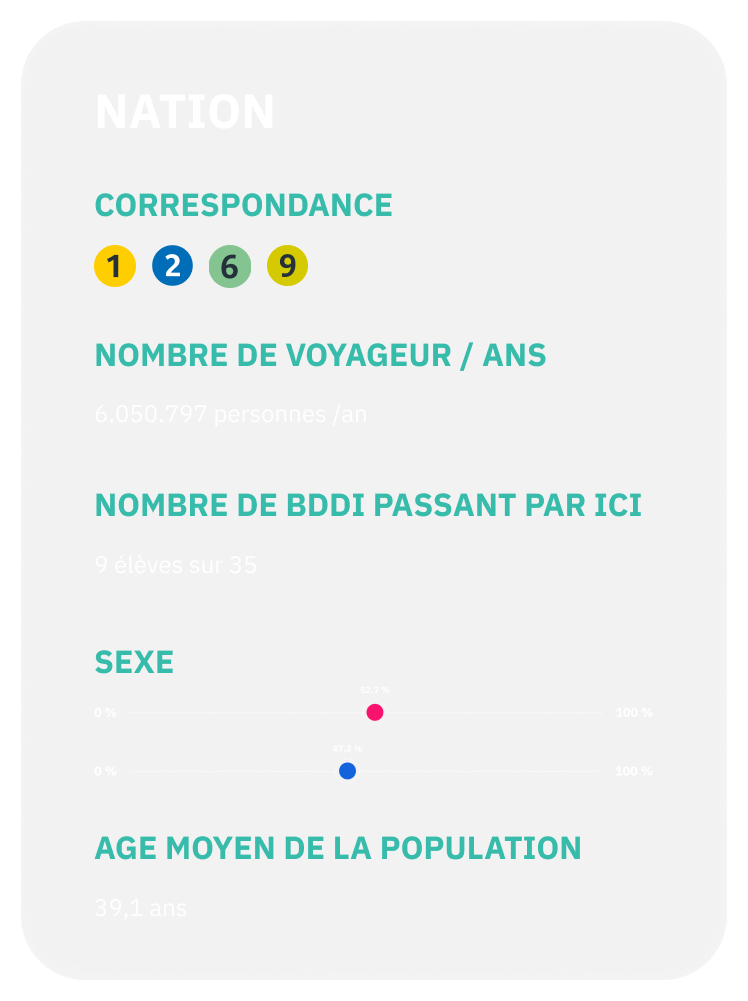 NATION
CORRESPONDANCE
1 2 6 9
NOMBRE DE VOYAGEUR / ANS
6.050.797 personnes /an
NOMBRE DE BDDI PASSANT PAR ICI
9 élèves sur 35
SEXE
52,7 %
0 % 100 %
47,3 %
0 % 100 %
AGE MOYEN DE LA POPULATION
39,1 ans